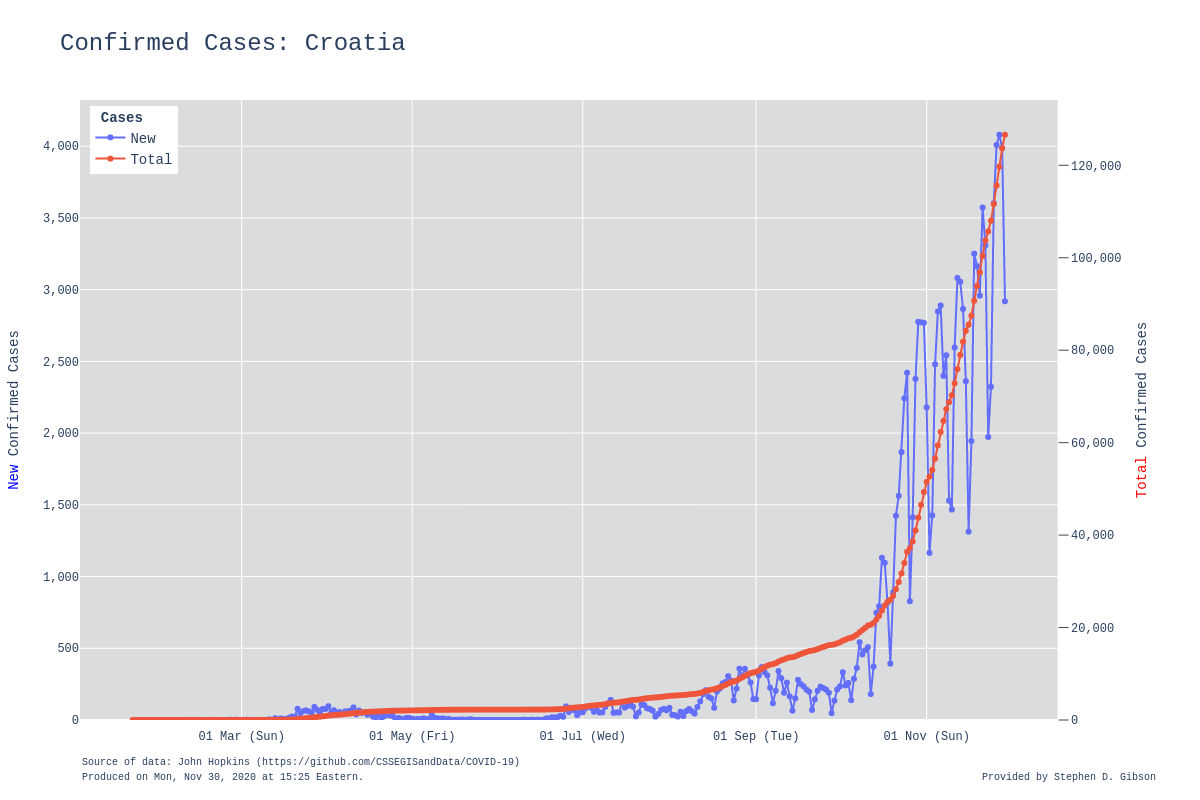 Confirmed Cases: Croatia
Cases
New
Total
4,000
3,500
3,000
2,500
2,000
1,500
1,000
500
0
New Confirmed Cases
120,000
100,000
80,000
60,000
40,000
20,000
0
Total Confirmed Cases
01 Mar (Sun)
01 May (Fri)
01 Jul (Wed)
01 Sep (Tue)
01 Nov (Sun)
Source of data: John Hopkins (https://github.com/CSSEGISandData/COVID-19)
Produced on Mon, Nov 30, 2020 at 15:25 Eastern.
Provided by Stephen D. Gibson